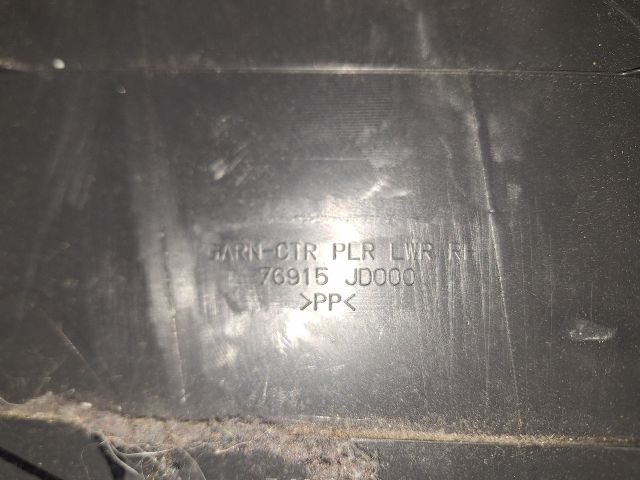 GARN-CTR PLR LWR RH
76915 JD000
>PP<